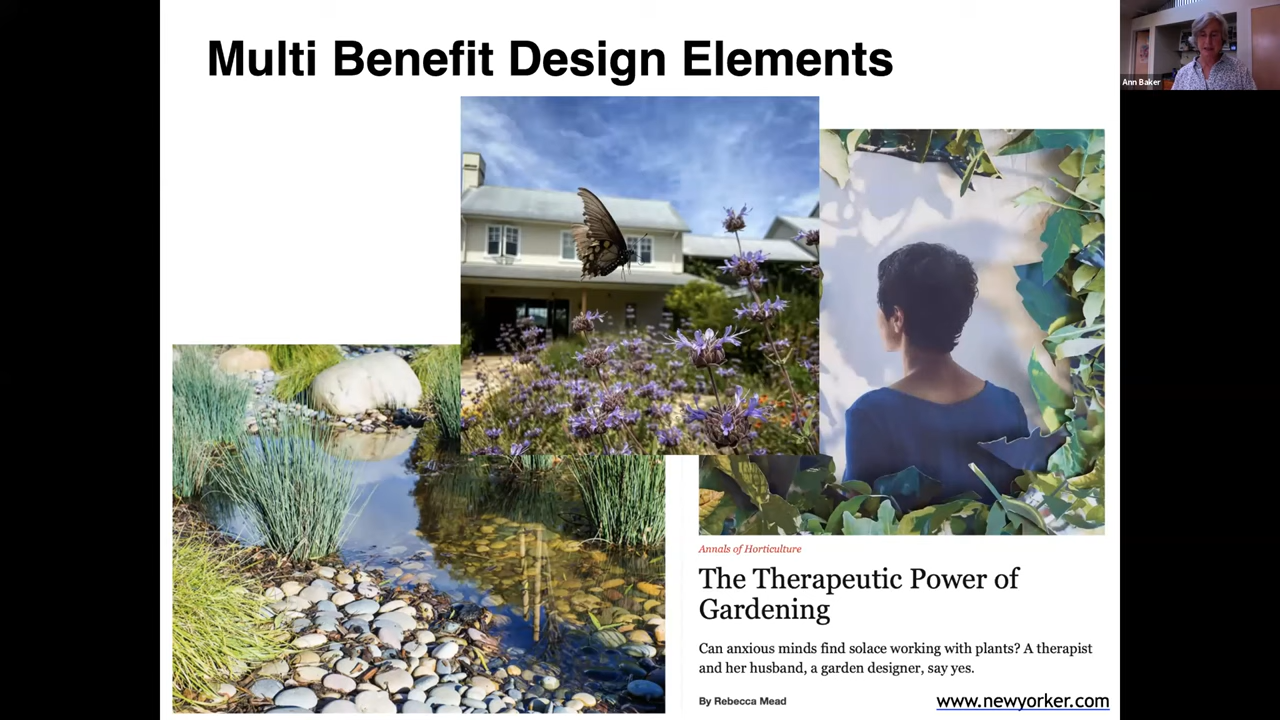 Multi Benefit Design Elements
Ann Baker
Annals of Horticulture
The Therapeutic Power of
Gardening
Can anxious minds find solace working with plants? A therapist
and her husband, a garden designer, say yes.
By Rebecca Mead
www.newyorker.com